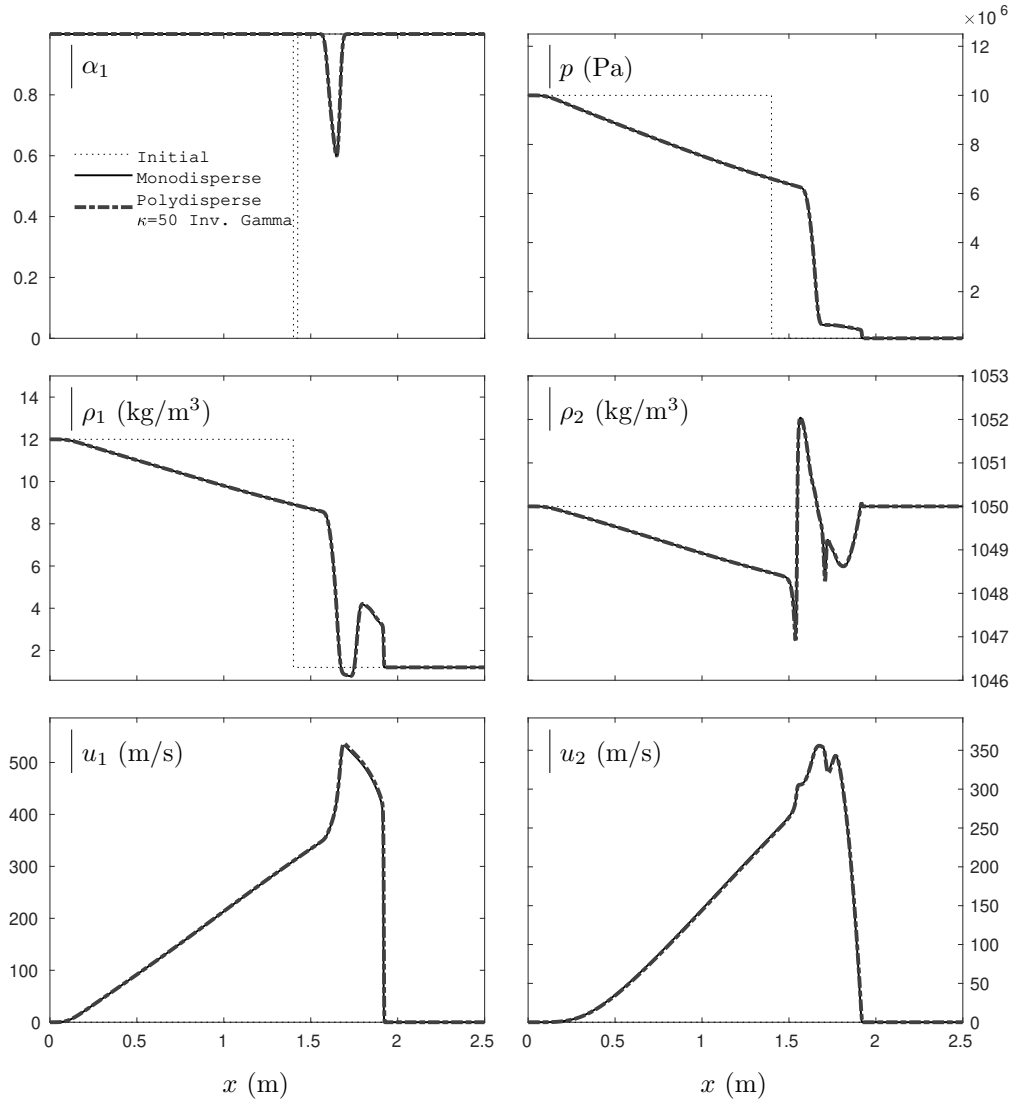 ×10⁶
α₁
0.8
0.6
0.4
0.2
0
Initial
Monodisperse
Polydisperse
κ=50 Inv. Gamma
p (Pa)
12
10
8
6
4
2
ρ₁ (kg/m³)
14
12
10
8
6
4
2
ρ₂ (kg/m³)
1053
1052
1051
1050
1049
1048
1047
1046
u₁ (m/s)
500
400
300
200
100
0
0 0.5 1 1.5 2 2.5
x (m)
u₂ (m/s)
350
300
250
200
150
100
50
0
0 0.5 1 1.5 2 2.5
x (m)